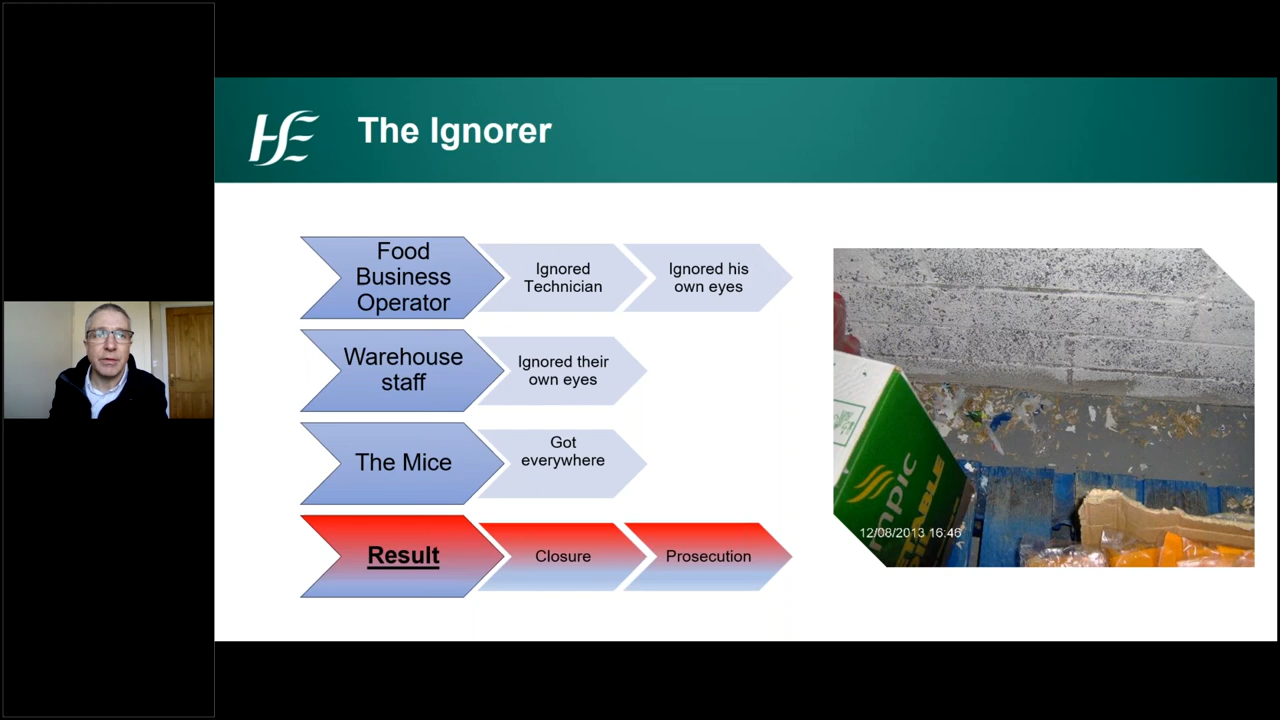 HSE
The Ignorer
Food
Business
Operator
Ignored
Technician
Ignored his
own eyes
Warehouse
staff
Ignored their
own eyes
The Mice
Got
everywhere
Result
Closure
Prosecution
12/08/2013 16:46